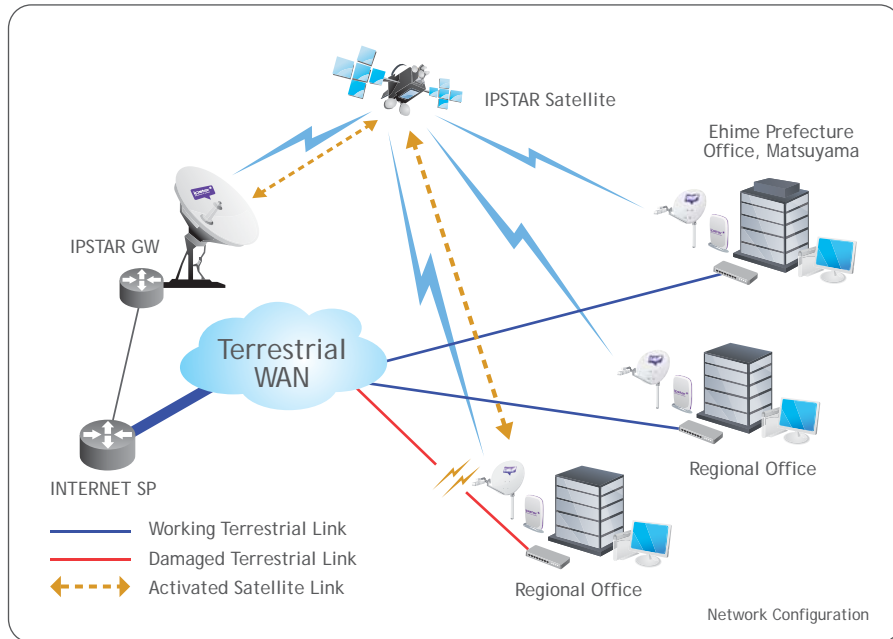 IPSTAR Satellite
Ehime Prefecture
Office, Matsuyama
IPSTAR GW
Terrestrial
WAN
Regional Office
INTERNET SP
Working Terrestrial Link
Damaged Terrestrial Link
Activated Satellite Link
Regional Office
Network Configuration